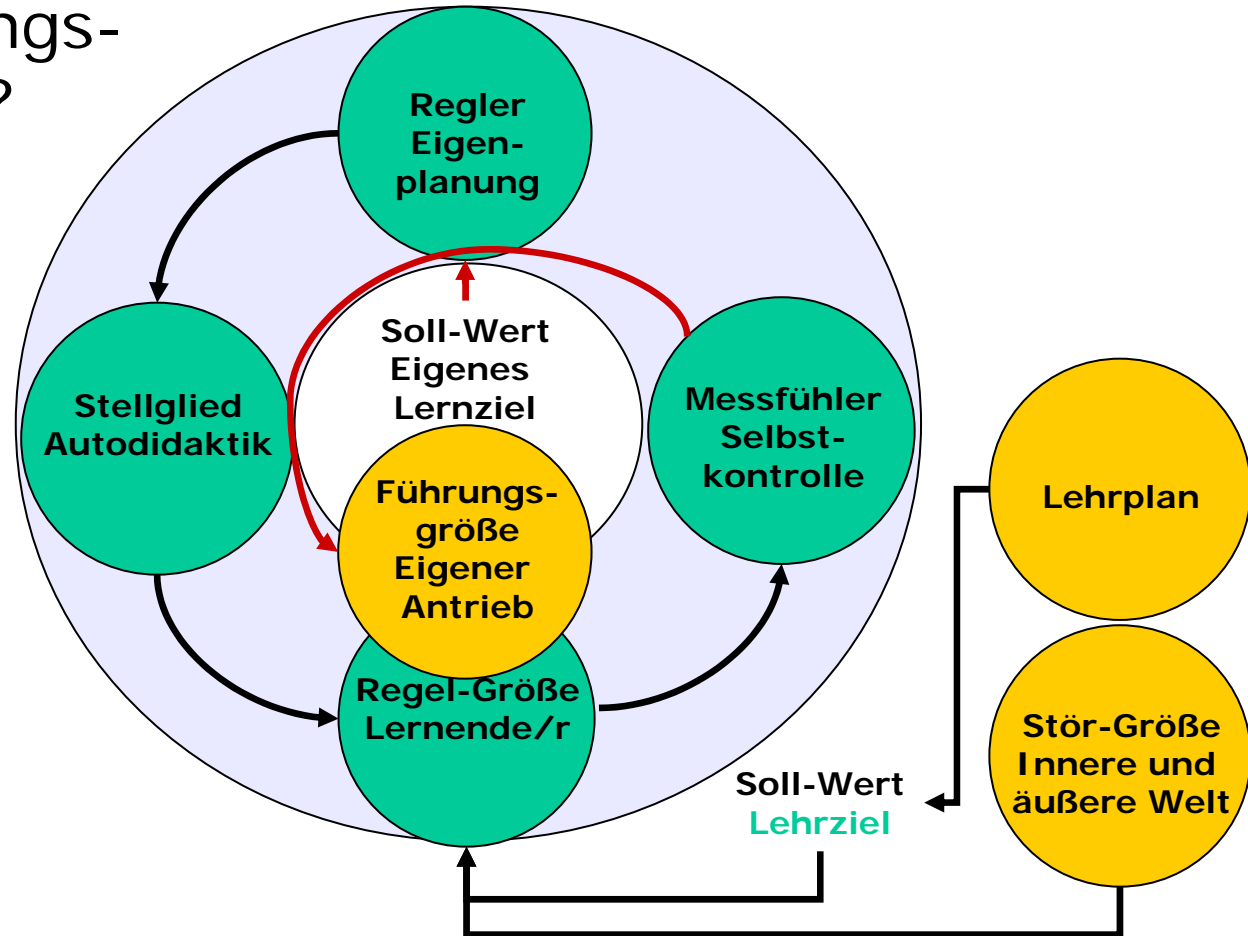 ngs-
?
Regler
Eigen-
planung
Soll-Wert
Eigenes
Lernziel
Stellglied
Autodidaktik
Messfühler
Selbst-
kontrolle
Führungs-
größe
Eigener
Antrieb
Lehrplan
Regel-Größe
Lernende/r
Stör-Größe
Innere und
äußere Welt
Soll-Wert
Lehrziel